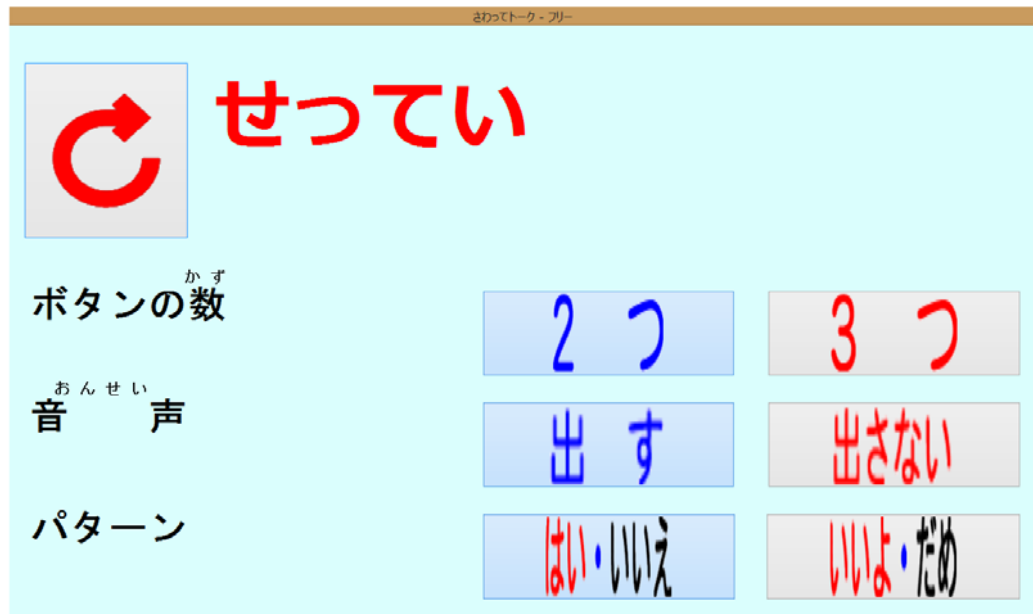 さわってトーク - フリー
せってい
かず
ボタンの数
2 つ
3 つ
おんせい
音 声
出 す
出さない
パターン
はい・いいえ
いいよ・だめ